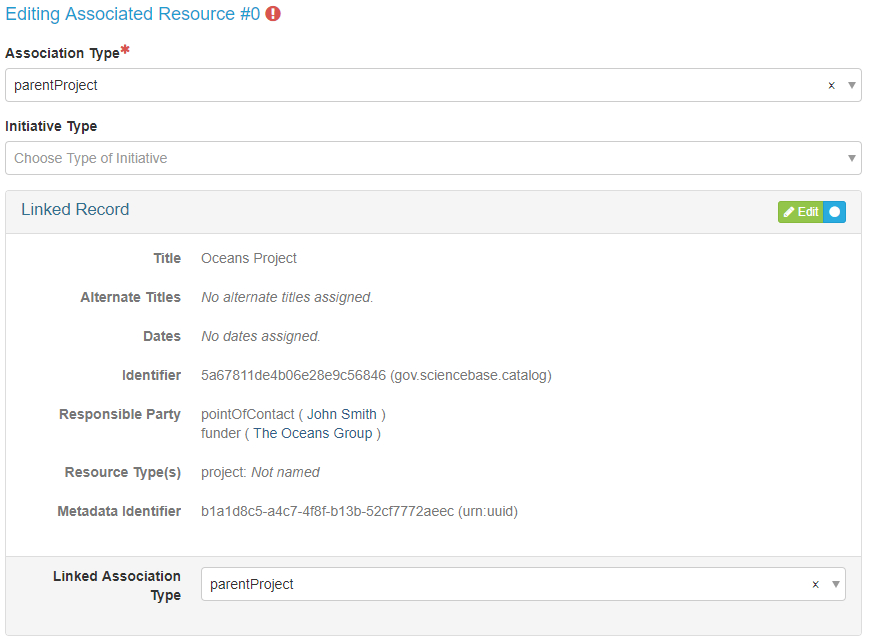 Editing Associated Resource #0
Association Type*
parentProject × ▼
Initiative Type
Choose Type of Initiative ▼
Linked Record Edit
Title Oceans Project
Alternate Titles No alternate titles assigned.
Dates No dates assigned.
Identifier 5a67811de4b06e28e9c56846 (gov.sciencebase.catalog)
Responsible Party pointOfContact ( John Smith )
funder ( The Oceans Group )
Resource Type(s) project: Not named
Metadata Identifier b1a1d8c5-a4c7-4f8f-b13b-52cf7772aeec (urn:uuid)
Linked Association
Type
parentProject × ▼